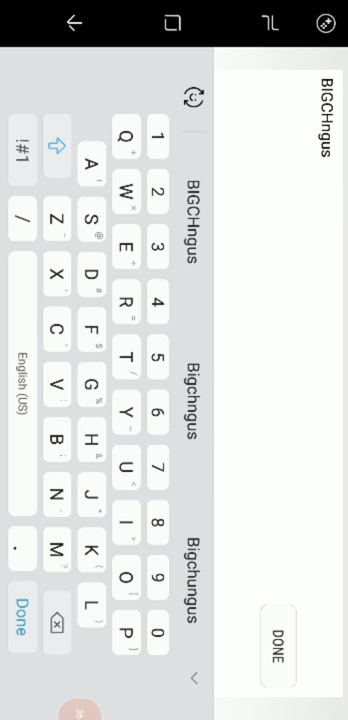 BIGCHngus
DONE
BIGCHngus Bigchngus Bigchungus
1 2 3 4 5 6 7 8 9 0
Q W E R T Y U I O P
A S D F G H J K L
Z X C V B N M
!#1 / English (US) . Done
36